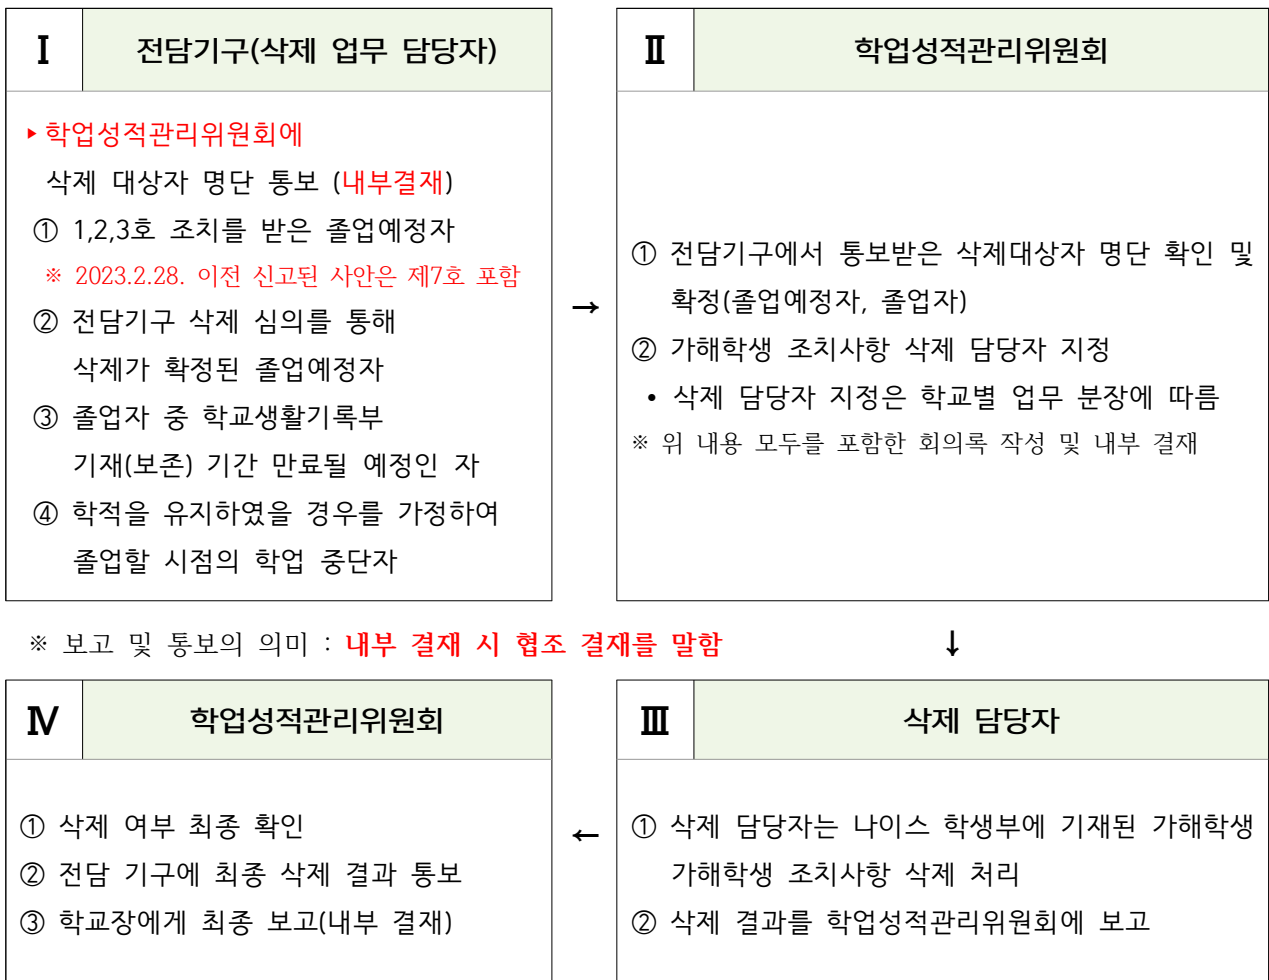 Ⅰ 전담기구(삭제 업무 담당자)
▸학업성적관리위원회에
삭제 대상자 명단 통보 (내부결재)
① 1,2,3호 조치를 받은 졸업예정자
※ 2023.2.28. 이전 신고된 사안은 제7호 포함
② 전담기구 삭제 심의를 통해
삭제가 확정된 졸업예정자
③ 졸업자 중 학교생활기록부
기재(보존) 기간 만료될 예정인 자
④ 학적을 유지하였을 경우를 가정하여
졸업할 시점의 학업 중단자
→
Ⅱ 학업성적관리위원회
① 전담기구에서 통보받은 삭제대상자 명단 확인 및
확정(졸업예정자, 졸업자)
② 가해학생 조치사항 삭제 담당자 지정
• 삭제 담당자 지정은 학교별 업무 분장에 따름
※ 위 내용 모두를 포함한 회의록 작성 및 내부 결재
※ 보고 및 통보의 의미 : 내부 결재 시 협조 결재를 말함
↓
Ⅲ 삭제 담당자
① 삭제 담당자는 나이스 학생부에 기재된 가해학생
가해학생 조치사항 삭제 처리
② 삭제 결과를 학업성적관리위원회에 보고
←
Ⅳ 학업성적관리위원회
① 삭제 여부 최종 확인
② 전담 기구에 최종 삭제 결과 통보
③ 학교장에게 최종 보고(내부 결재)